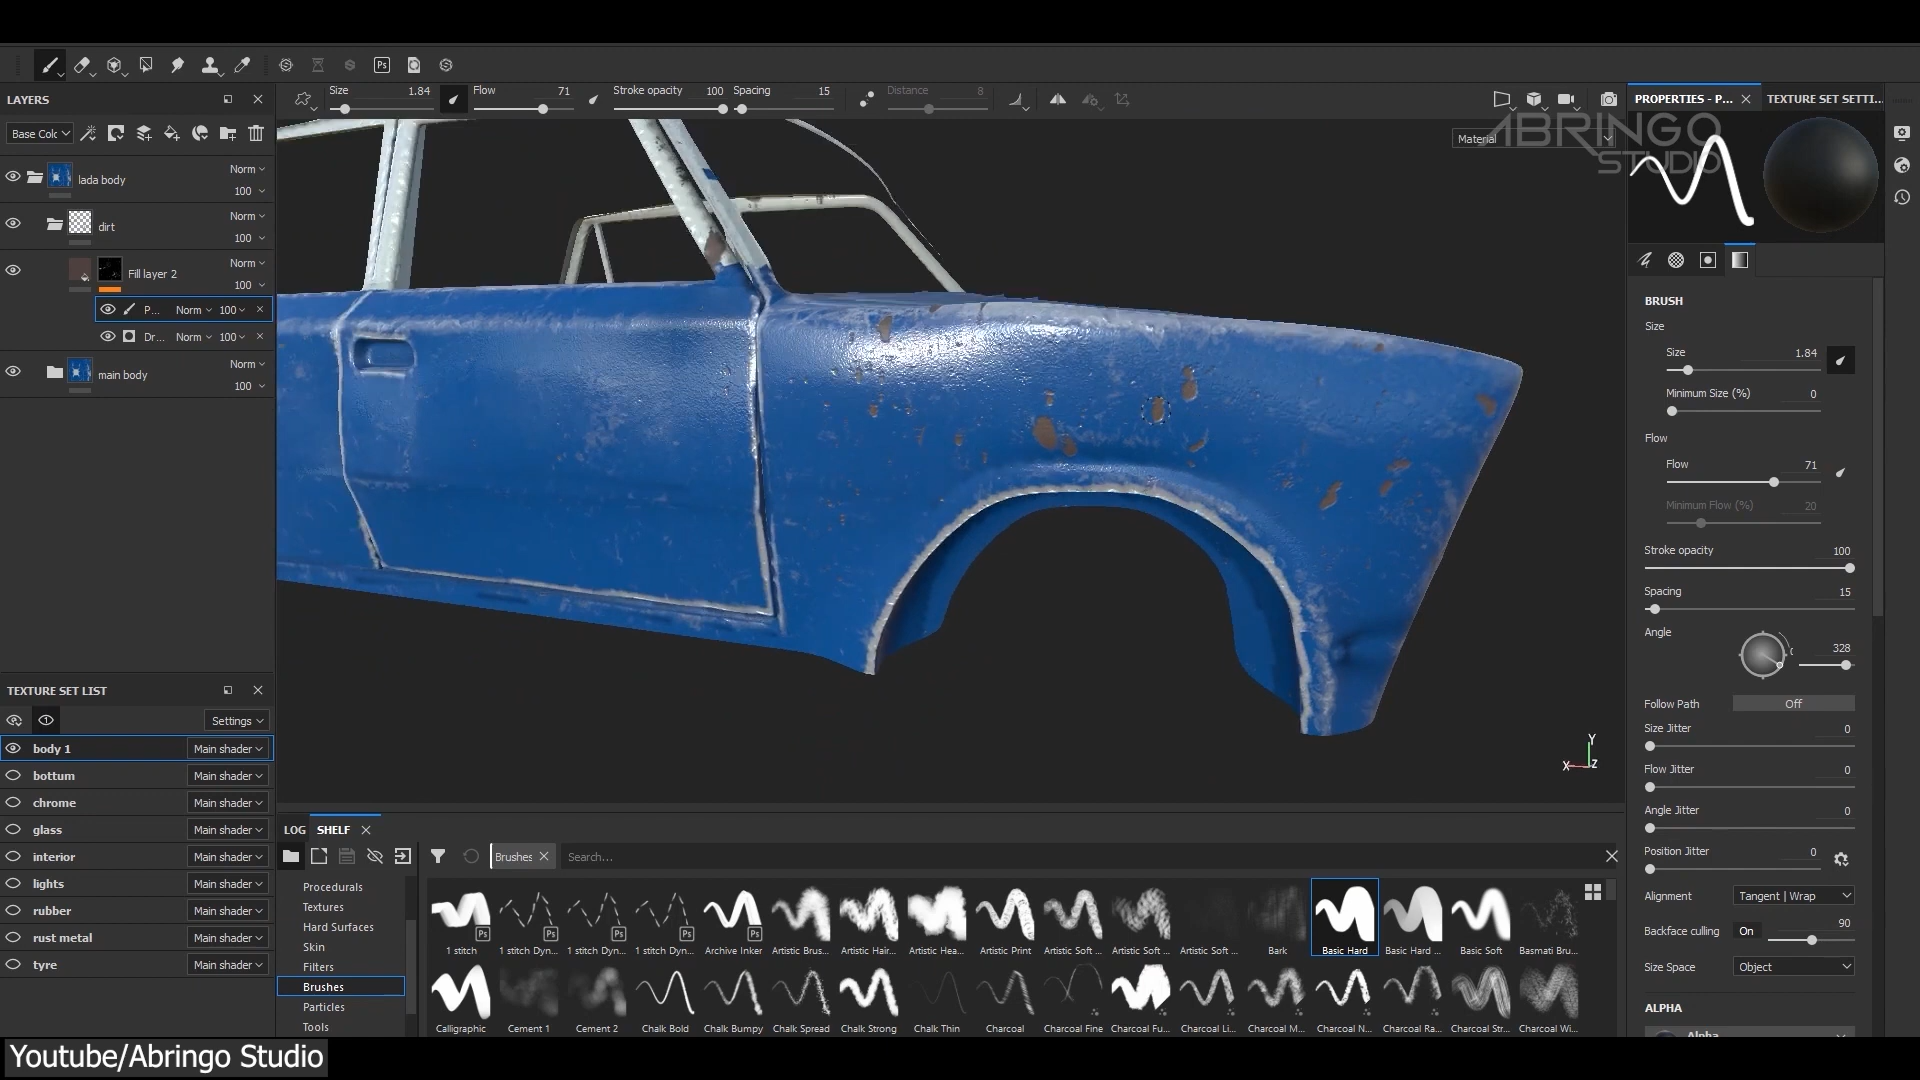 Ps
LAYERS
Size 1.84
Flow 71
Stroke opacity 100
Spacing 15
Distance 8
PROPERTIES - P...
TEXTURE SET SETTI...
Material
ABRINGO
STUDIO
Base Colc
lada body Norm 100
dirt Norm 100
Fill layer 2 Norm 100
P... Norm 100
Dr... Norm 100
main body Norm 100
TEXTURE SET LIST
Settings
body 1 Main shader
bottum Main shader
chrome Main shader
glass Main shader
interior Main shader
lights Main shader
rubber Main shader
rust metal Main shader
tyre Main shader
Y
X Z
LOG SHELF
Brushes
Search...
Procedurals
Textures
Hard Surfaces
Skin
Filters
Brushes
Particles
Tools
Ps Ps Ps Ps Ps
1 stitch 1 stitch Dyn... 1 stitch Dyn... 1 stitch Dyn... Archive Inker Artistic Brus... Artistic Hair... Artistic Hea... Artistic Print Artistic Soft ... Artistic Soft ... Artistic Soft ... Bark Basic Hard Basic Hard ... Basic Soft Basmati Bru...
Calligraphic Cement 1 Cement 2 Chalk Bold Chalk Bumpy Chalk Spread Chalk Strong Chalk Thin Charcoal Charcoal Fine Charcoal Fu... Charcoal Li... Charcoal M... Charcoal N... Charcoal Ra... Charcoal Str... Charcoal Wi...
BRUSH
Size
Size 1.84
Minimum Size (%) 0
Flow
Flow 71
Minimum Flow (%) 20
Stroke opacity 100
Spacing 15
Angle
328
Follow Path Off
Size Jitter 0
Flow Jitter 0
Angle Jitter 0
Position Jitter 0
Alignment Tangent | Wrap
Backface culling On 90
Size Space Object
ALPHA
Alpha
Youtube/Abringo Studio